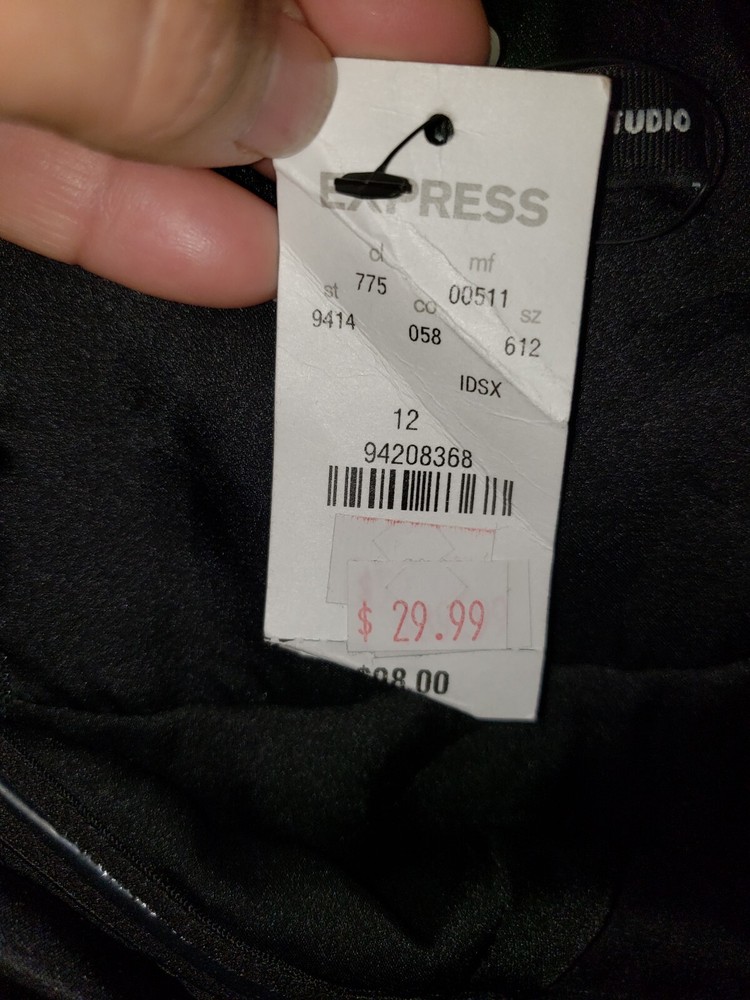 EXPRESS
TUDIO
cl
mf
775
00511
st
co
sz
9414
058
612
IDSX
12
94208368
$ 29.99
$98.00